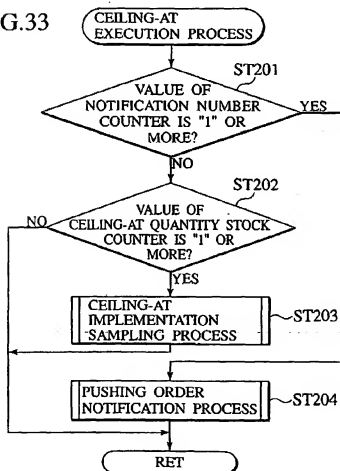 G.33
CEILING-AT
EXECUTION PROCESS
ST201
VALUE OF
NOTIFICATION NUMBER
COUNTER IS "1" OR
MORE?
YES
NO
ST202
VALUE OF
CEILING-AT QUANTITY STOCK
COUNTER IS "1" OR
MORE?
NO
YES
CEILING-AT
IMPLEMENTATION
SAMPLING PROCESS
ST203
PUSHING ORDER
NOTIFICATION PROCESS
ST204
RET